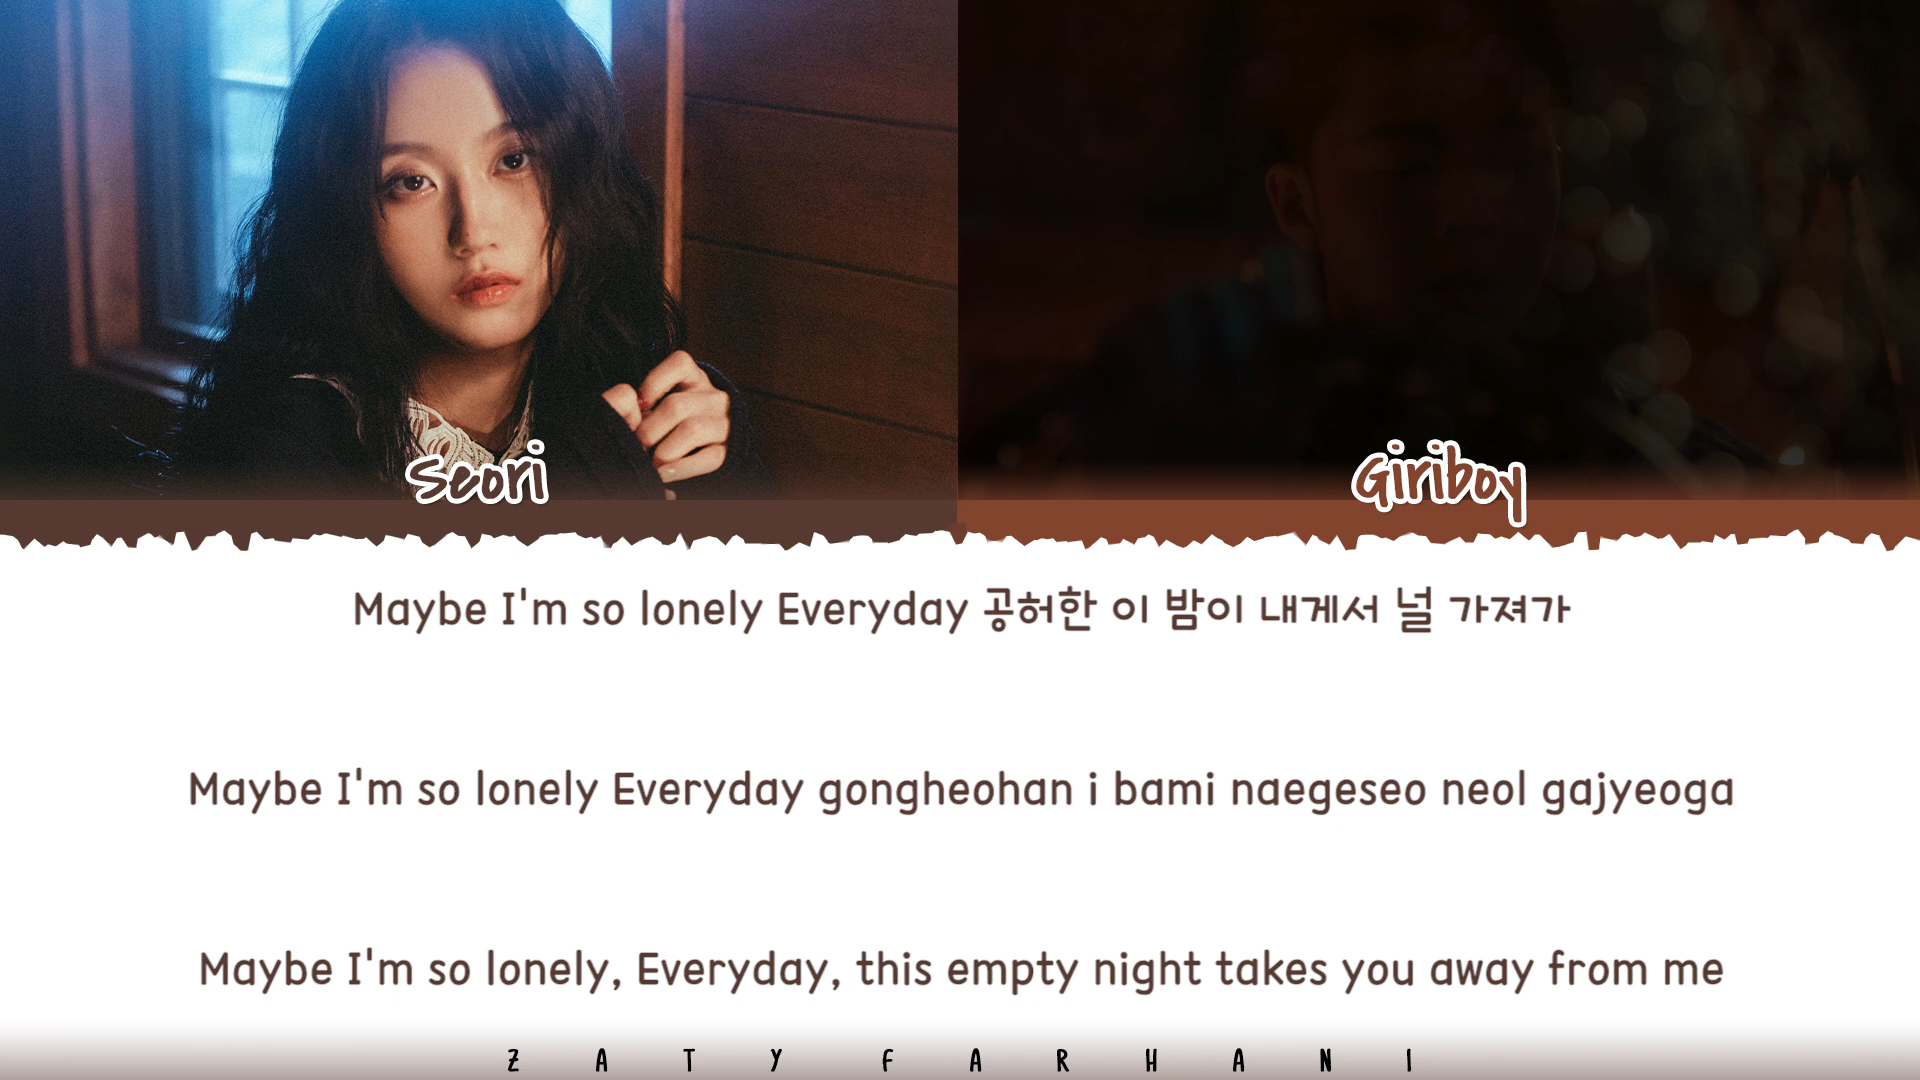 Seori
Giriboy
Maybe I'm so lonely Everyday 공허한 이 밤이 내게서 널 가져가
Maybe I'm so lonely Everyday gongheohan i bami naegeseo neol gajyeoga
Maybe I'm so lonely, Everyday, this empty night takes you away from me
ZATY FARHANI